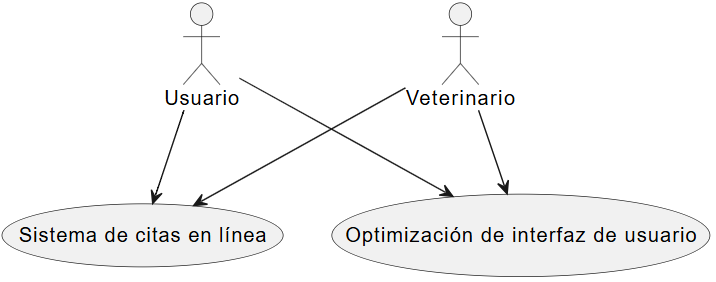 Usuario
Veterinario
Sistema de citas en línea
Optimización de interfaz de usuario